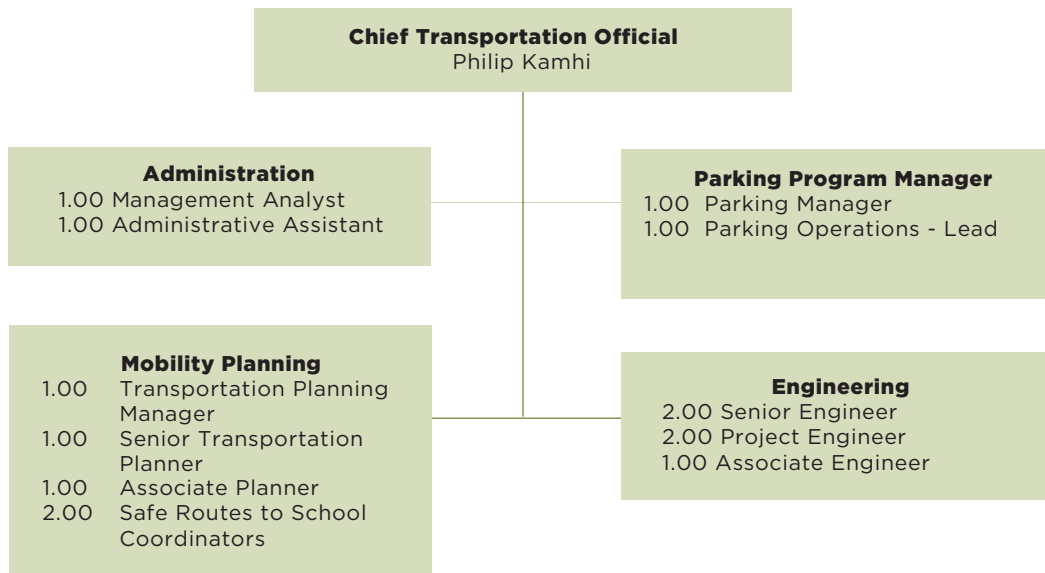 Chief Transportation Official
Philip Kamhi
Administration
1.00 Management Analyst
1.00 Administrative Assistant
Parking Program Manager
1.00 Parking Manager
1.00 Parking Operations - Lead
Mobility Planning
1.00 Transportation Planning
Manager
1.00 Senior Transportation
Planner
1.00 Associate Planner
2.00 Safe Routes to School
Coordinators
Engineering
2.00 Senior Engineer
2.00 Project Engineer
1.00 Associate Engineer